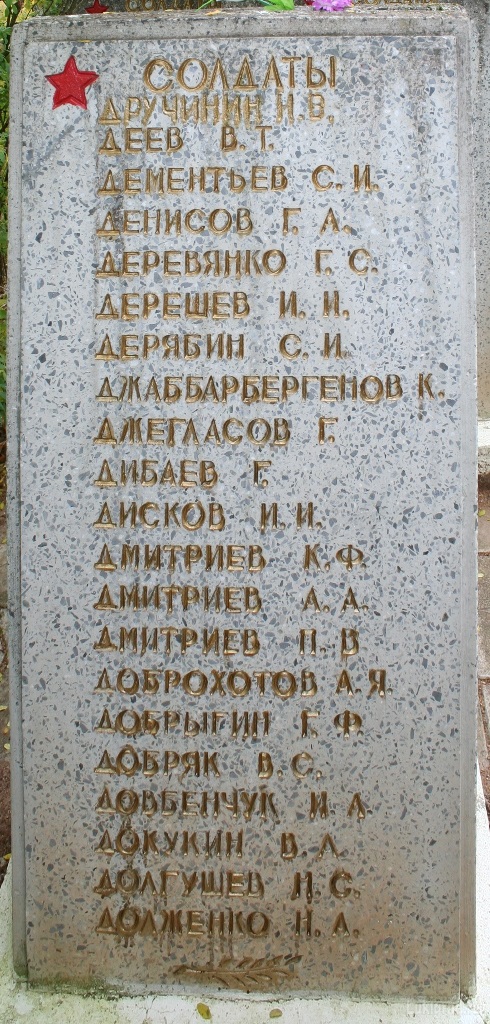 СОЛДАТЫ
ДРУЧИНИН Н.В.
ДЕЕВ В.Т.
ДЕМЕНТЬЕВ С.И.
ДЕНИСОВ Г.А.
ДЕРЕВЯНКО Г.С.
ДЕРЕШЕВ И.И.
ДЕРЯБИН С.И.
ДЖАББАРБЕРГЕНОВ К.
ДЖЕГЛАСОВ Г.
ДИБАЕВ Г.
ДИСКОВ И.И.
ДМИТРИЕВ К.Ф.
ДМИТРИЕВ А.А.
ДМИТРИЕВ П.В
ДОБРОХОТОВ А.Я.
ДОБРЫГИН Г.Ф
ДОБРЯК В.С.
ДОВБЕНЧУК И.Л.
ДОКУКИН В.Л
ДОЛГУШЕВ Н.С.
ДОЛЖЕНКО.Н.А.